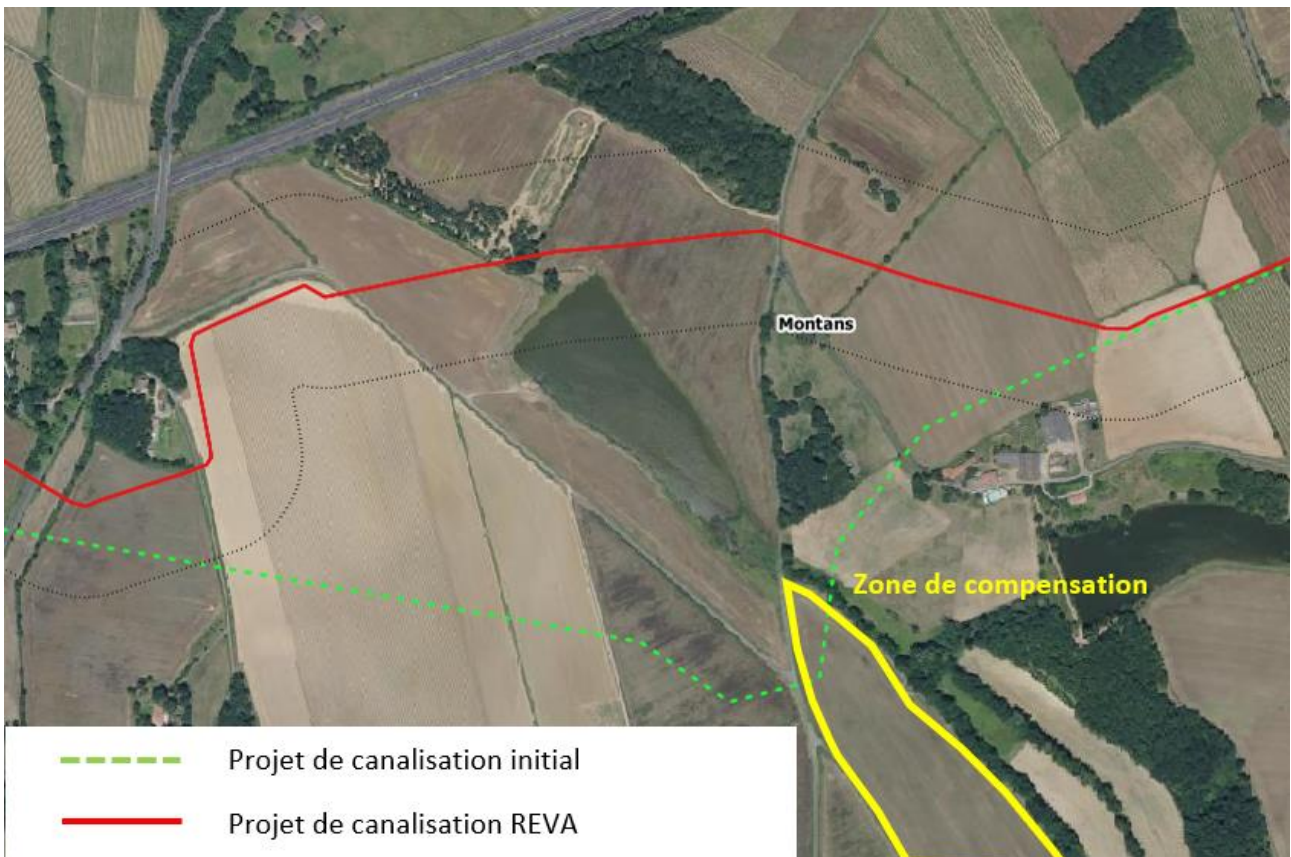 Montans
Zone de compensation
Projet de canalisation initial
Projet de canalisation REVA